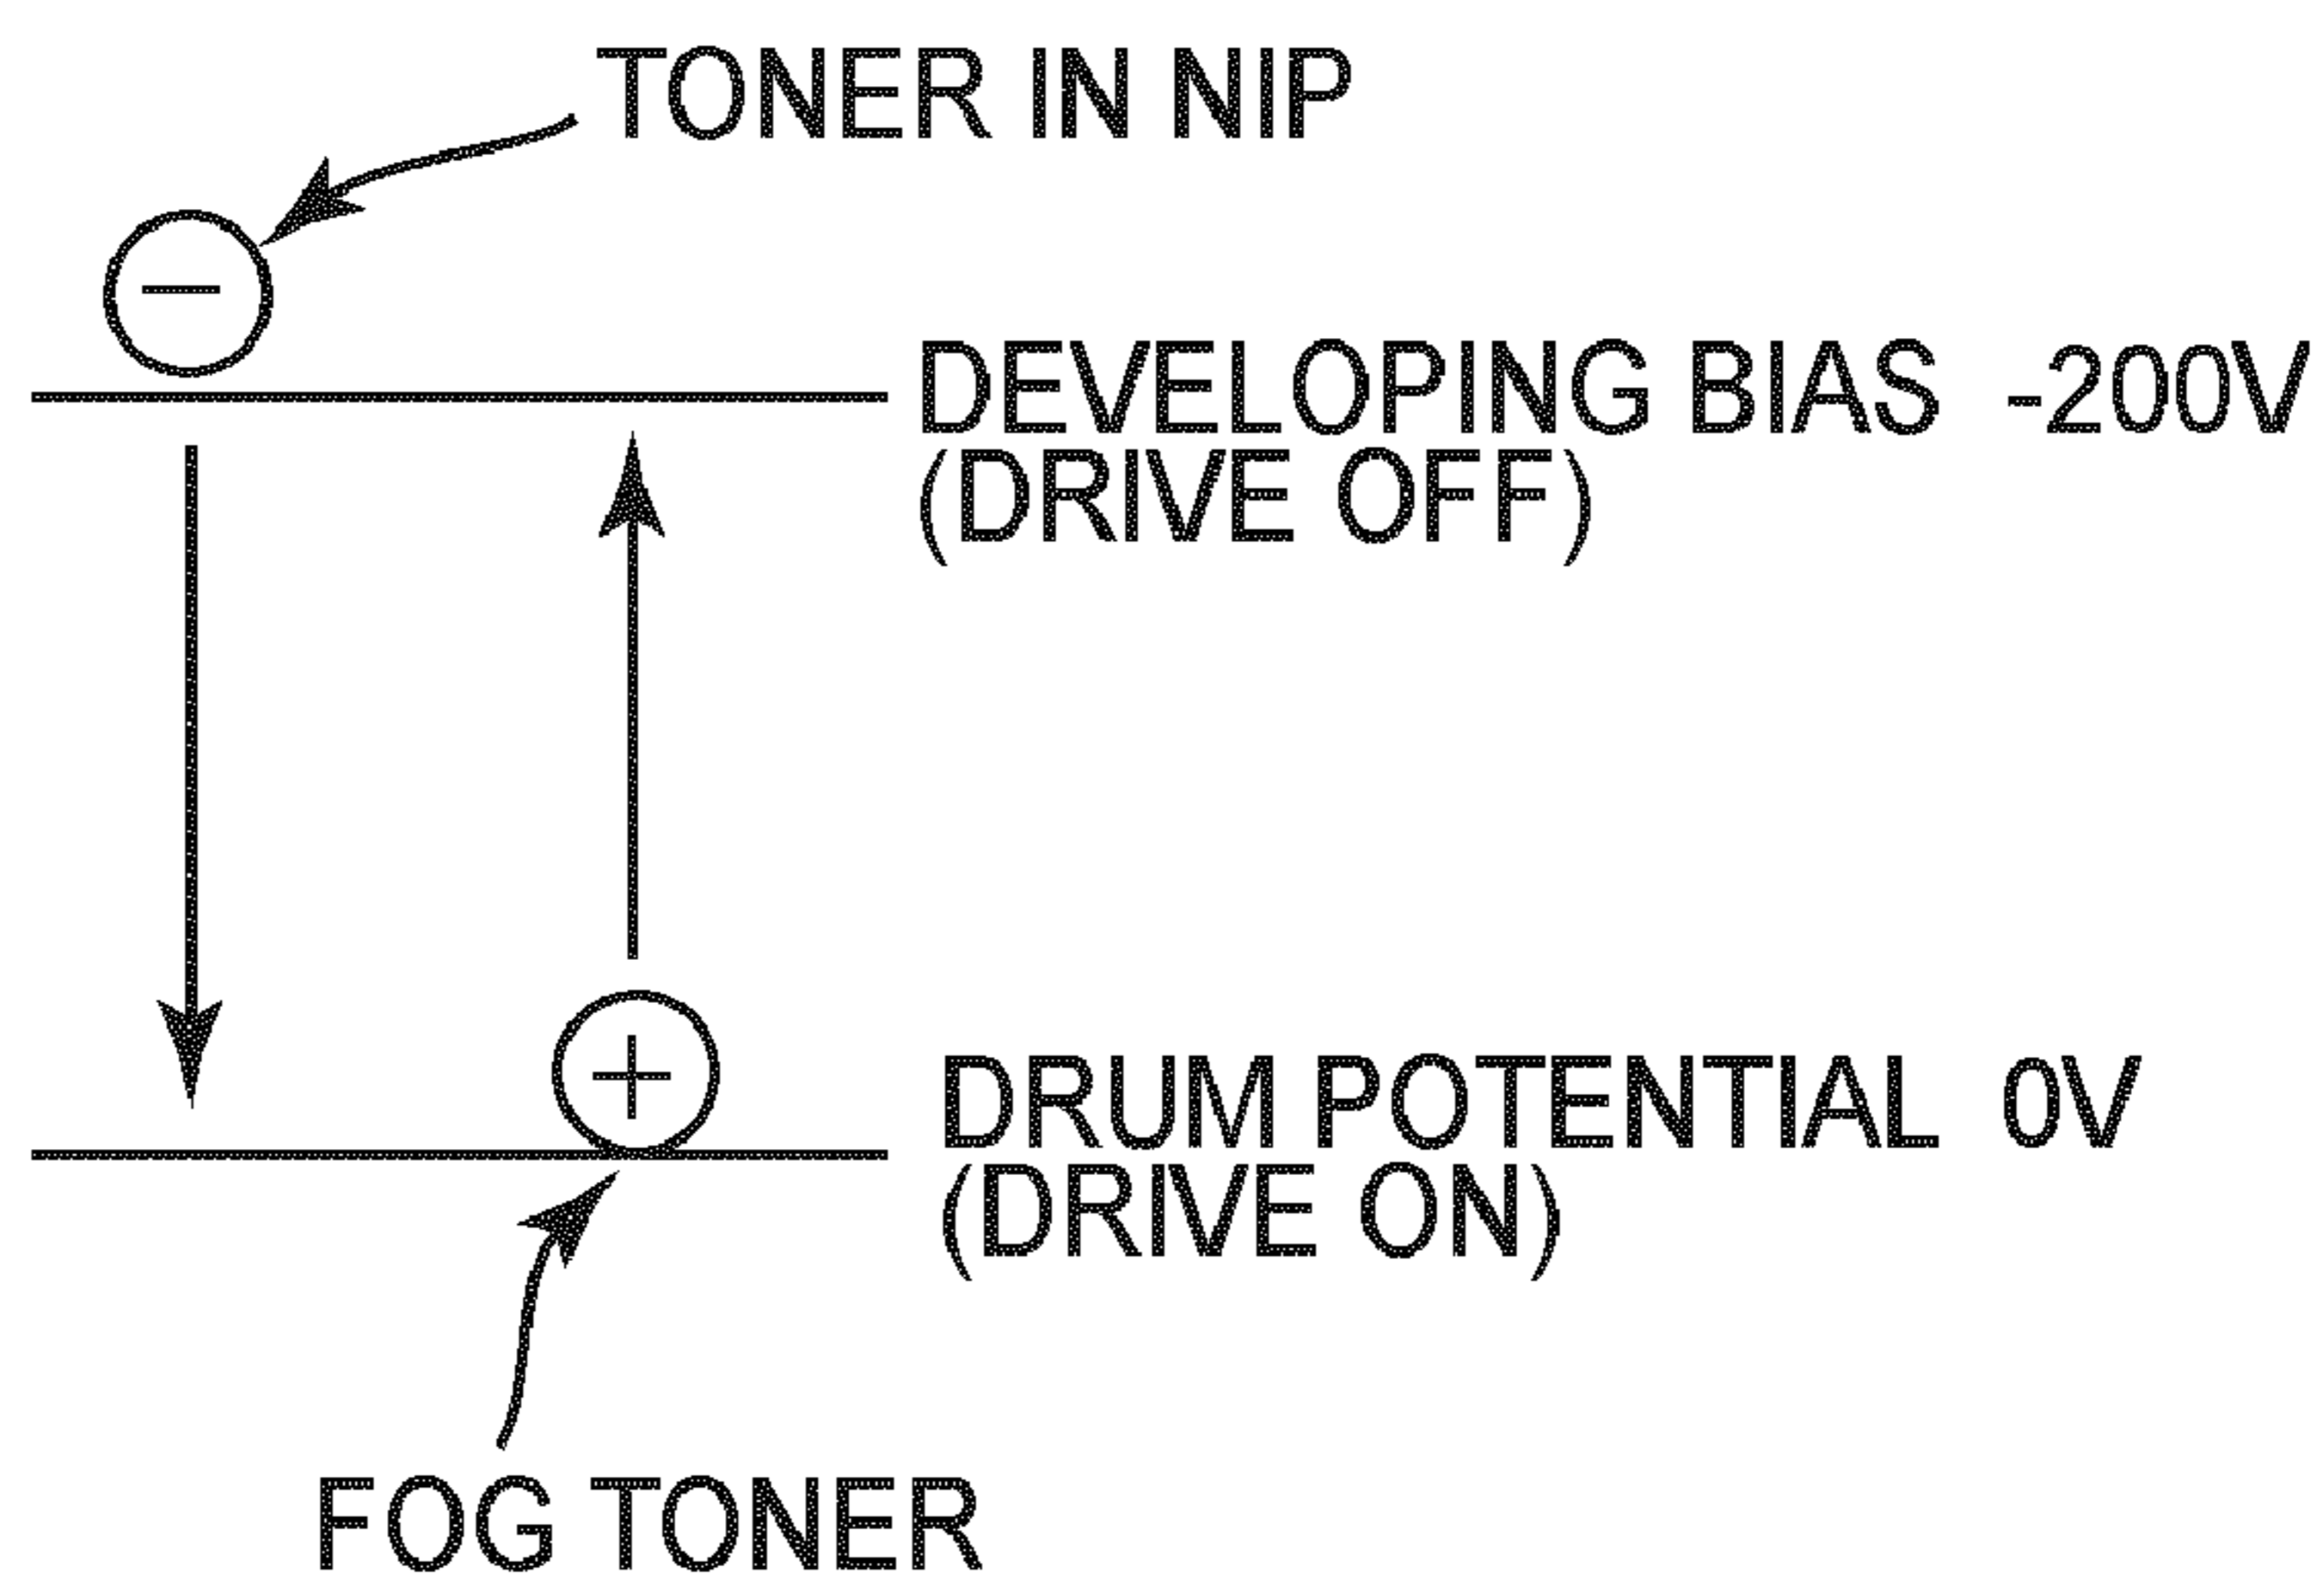 TONER IN NIP
−
DEVELOPING BIAS -200V
(DRIVE OFF)
+
DRUM POTENTIAL 0V
(DRIVE ON)
FOG TONER